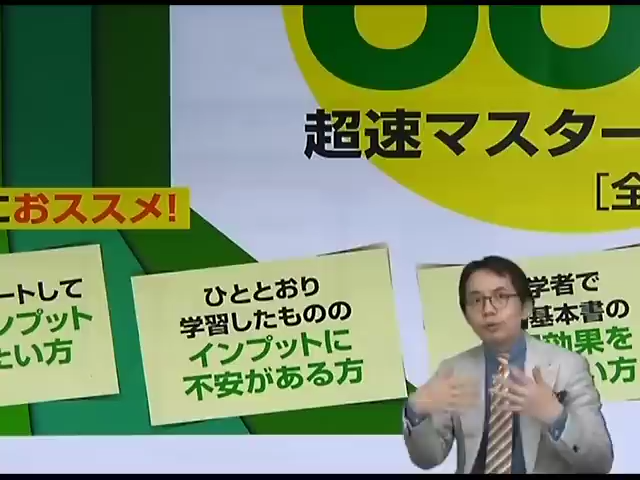 超速マスター
[全
におススメ!
ートして
ンプット
たい方
ひととおり
学習したものの
インプットに
不安がある方
学者で
基本書の
効果を
い方